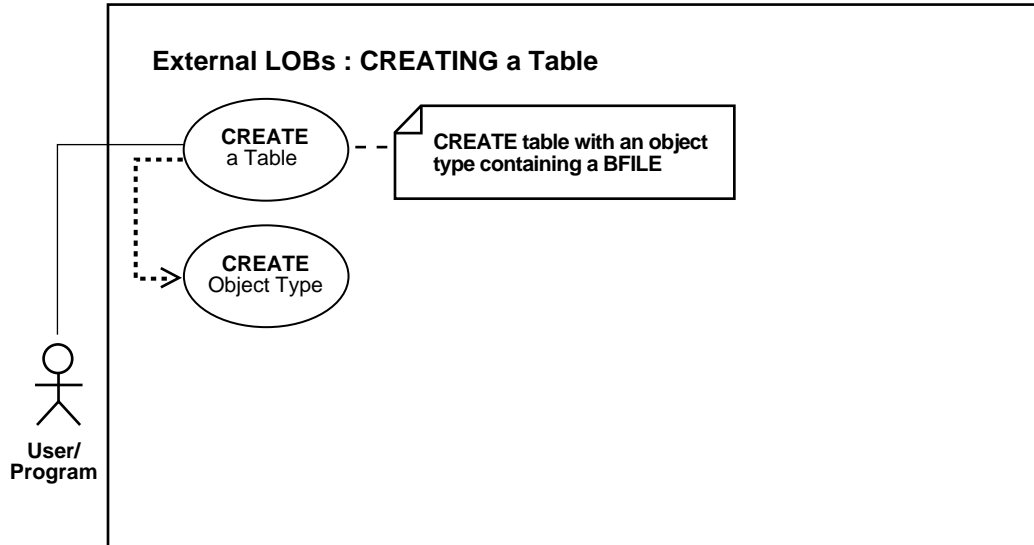 External LOBs : CREATING a Table
CREATE
a Table
CREATE table with an object
type containing a BFILE
CREATE
Object Type
User/
Program